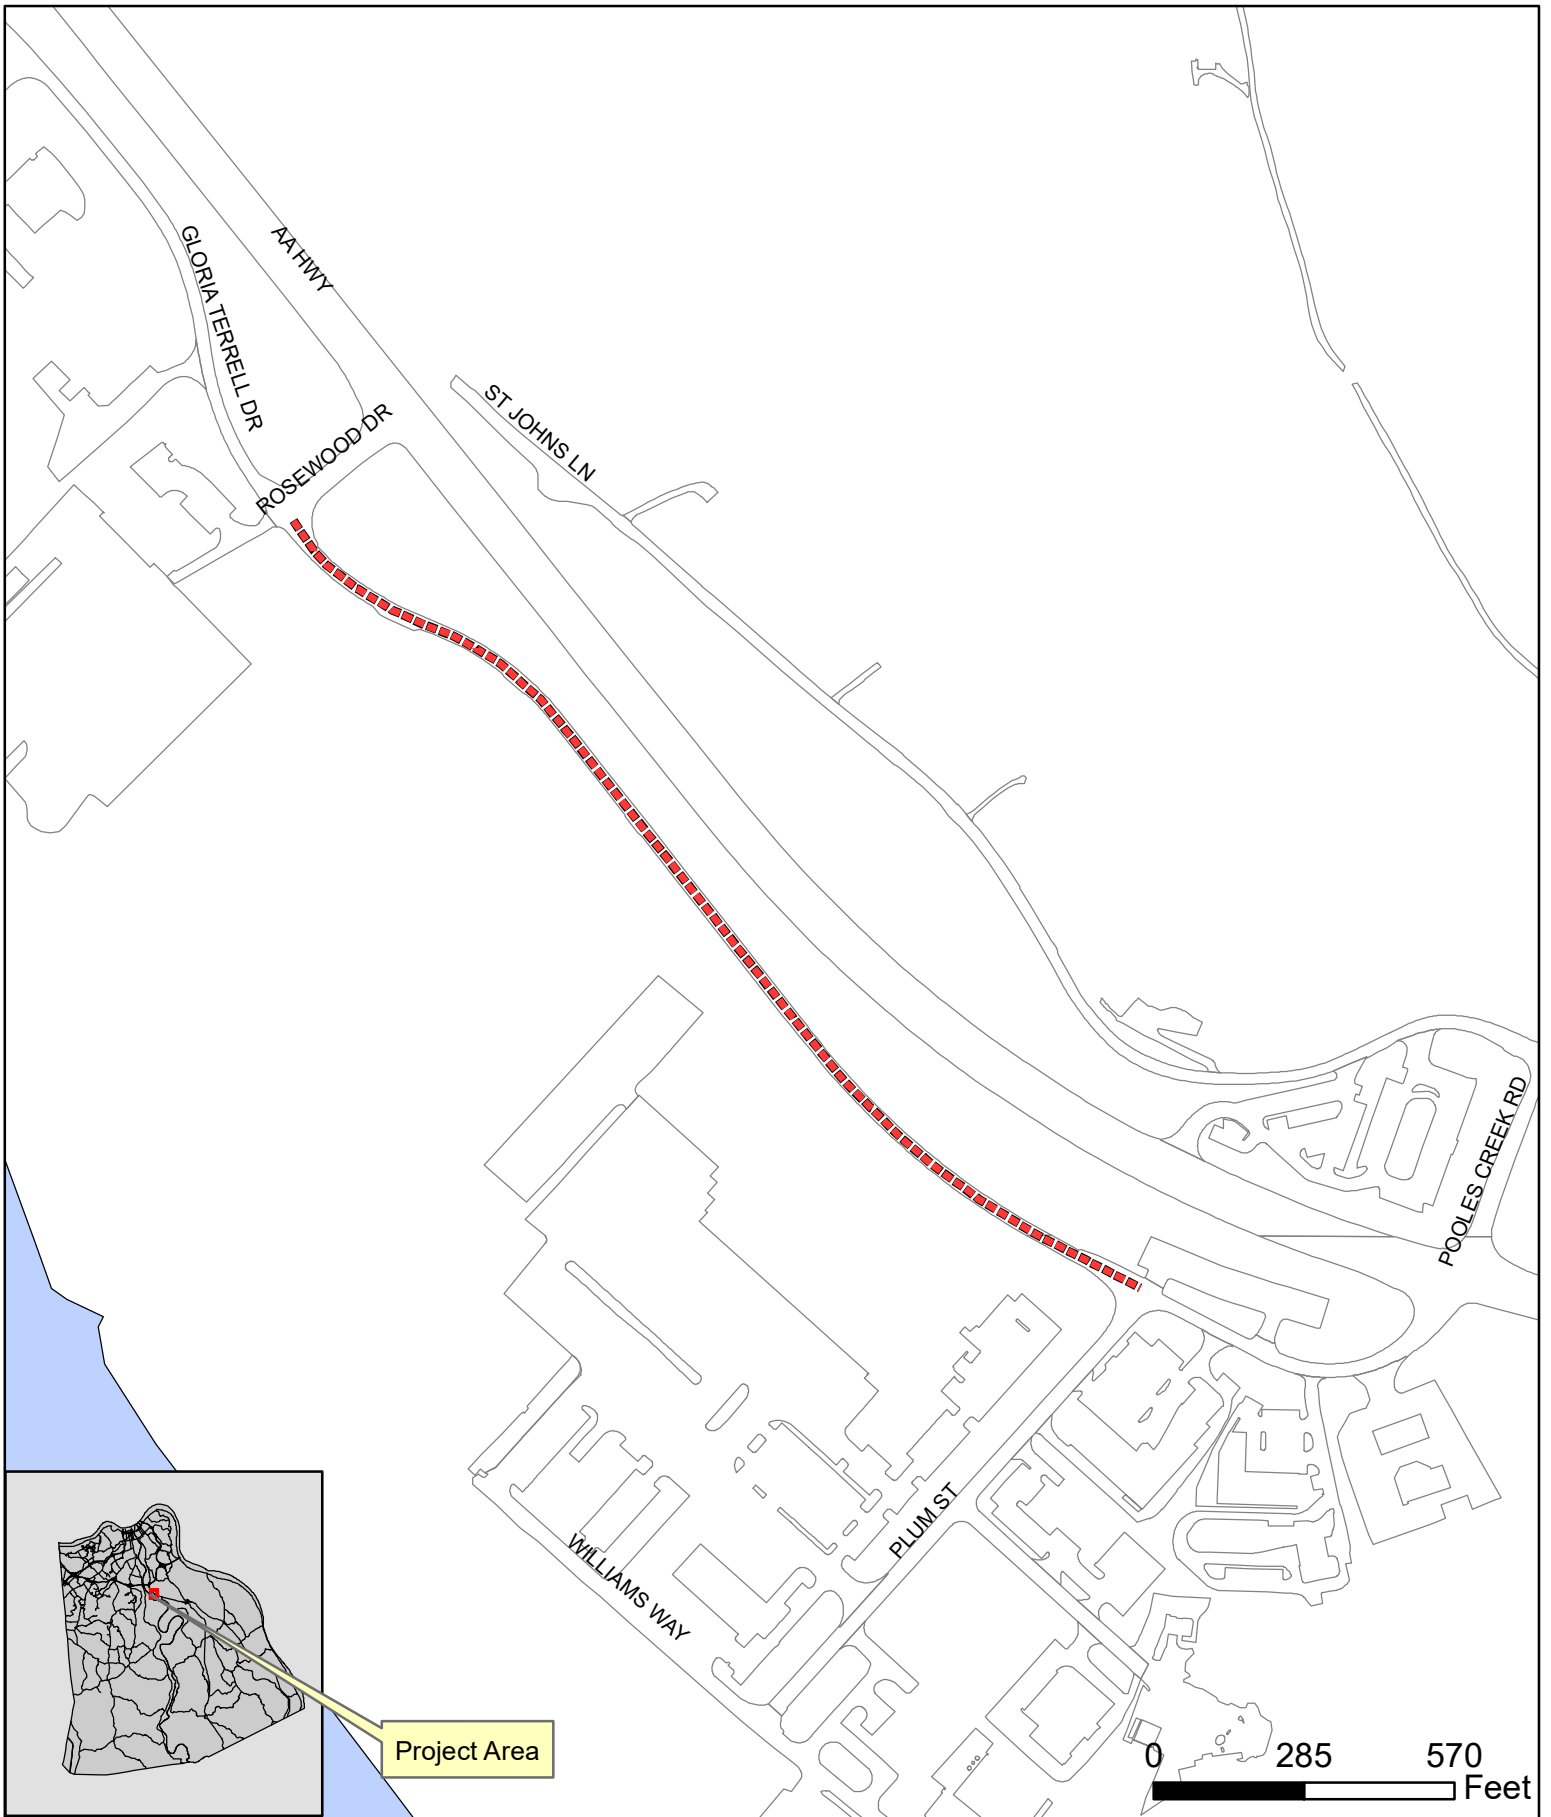 GLORIA TERRELL DR
AA HWY
ROSEWOOD DR
ST JOHNS LN
POOLES CREEK RD
PLUM ST
WILLIAMS WAY
Project Area
0 285 570
Feet